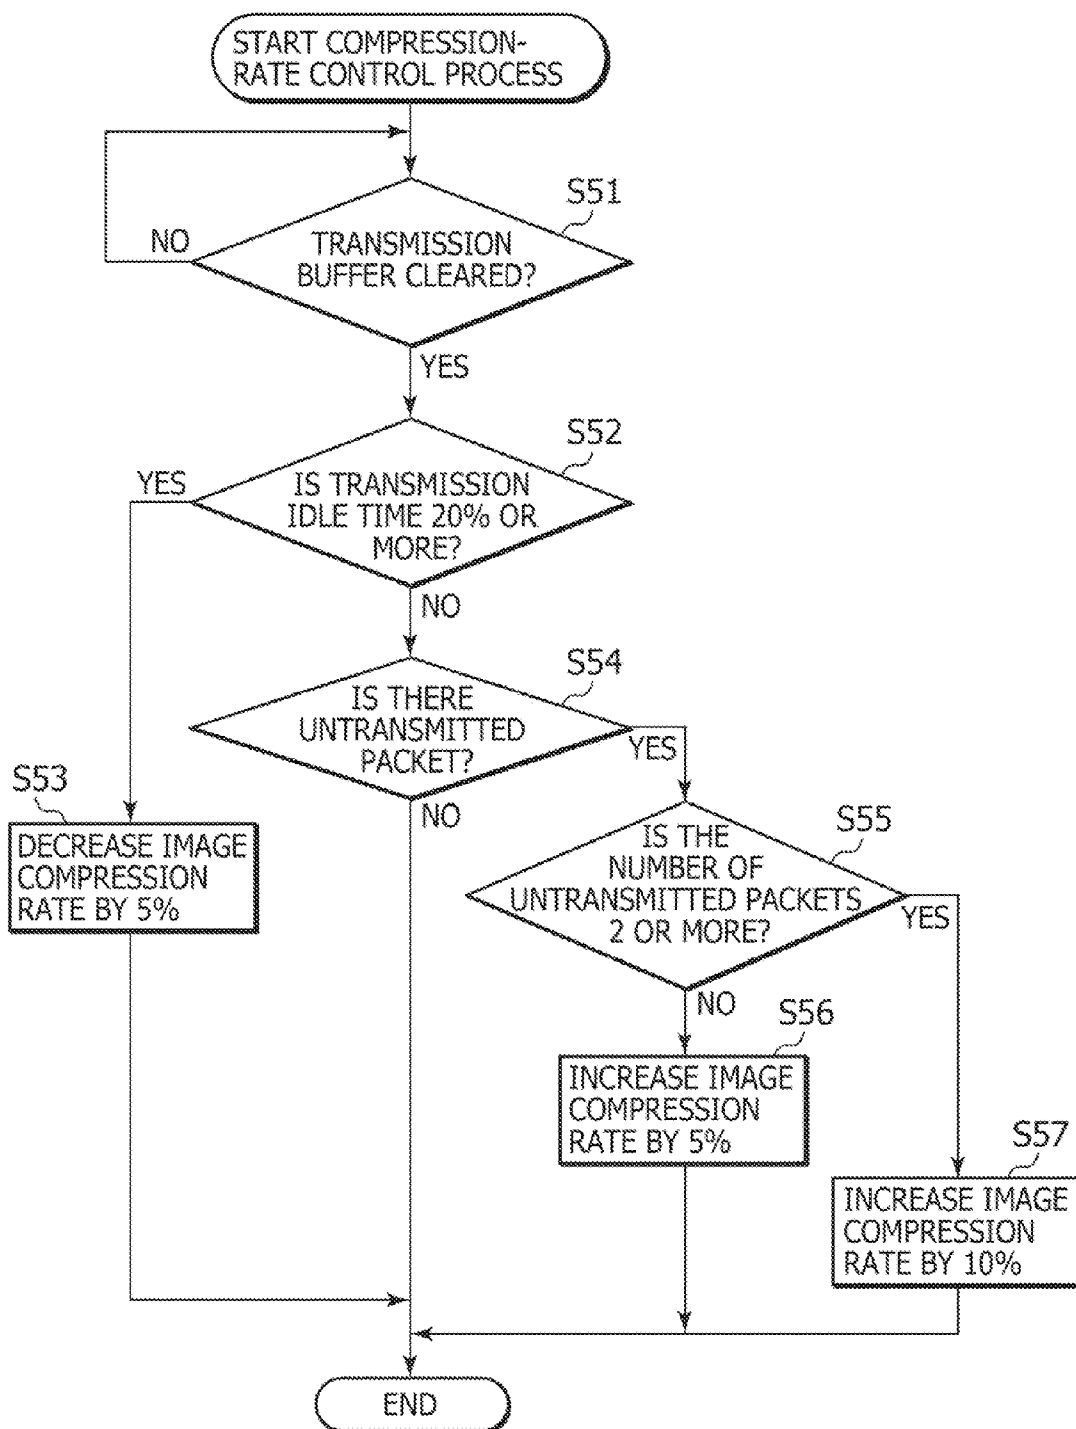 START COMPRESSION-
RATE CONTROL PROCESS
S51
NO
TRANSMISSION
BUFFER CLEARED?
YES
S52
YES
IS TRANSMISSION
IDLE TIME 20% OR
MORE?
NO
S54
IS THERE
UNTRANSMITTED
PACKET?
YES
NO
S53
DECREASE IMAGE
COMPRESSION
RATE BY 5%
S55
IS THE
NUMBER OF
UNTRANSMITTED PACKETS
2 OR MORE?
YES
NO
S56
INCREASE IMAGE
COMPRESSION
RATE BY 5%
S57
INCREASE IMAGE
COMPRESSION
RATE BY 10%
END